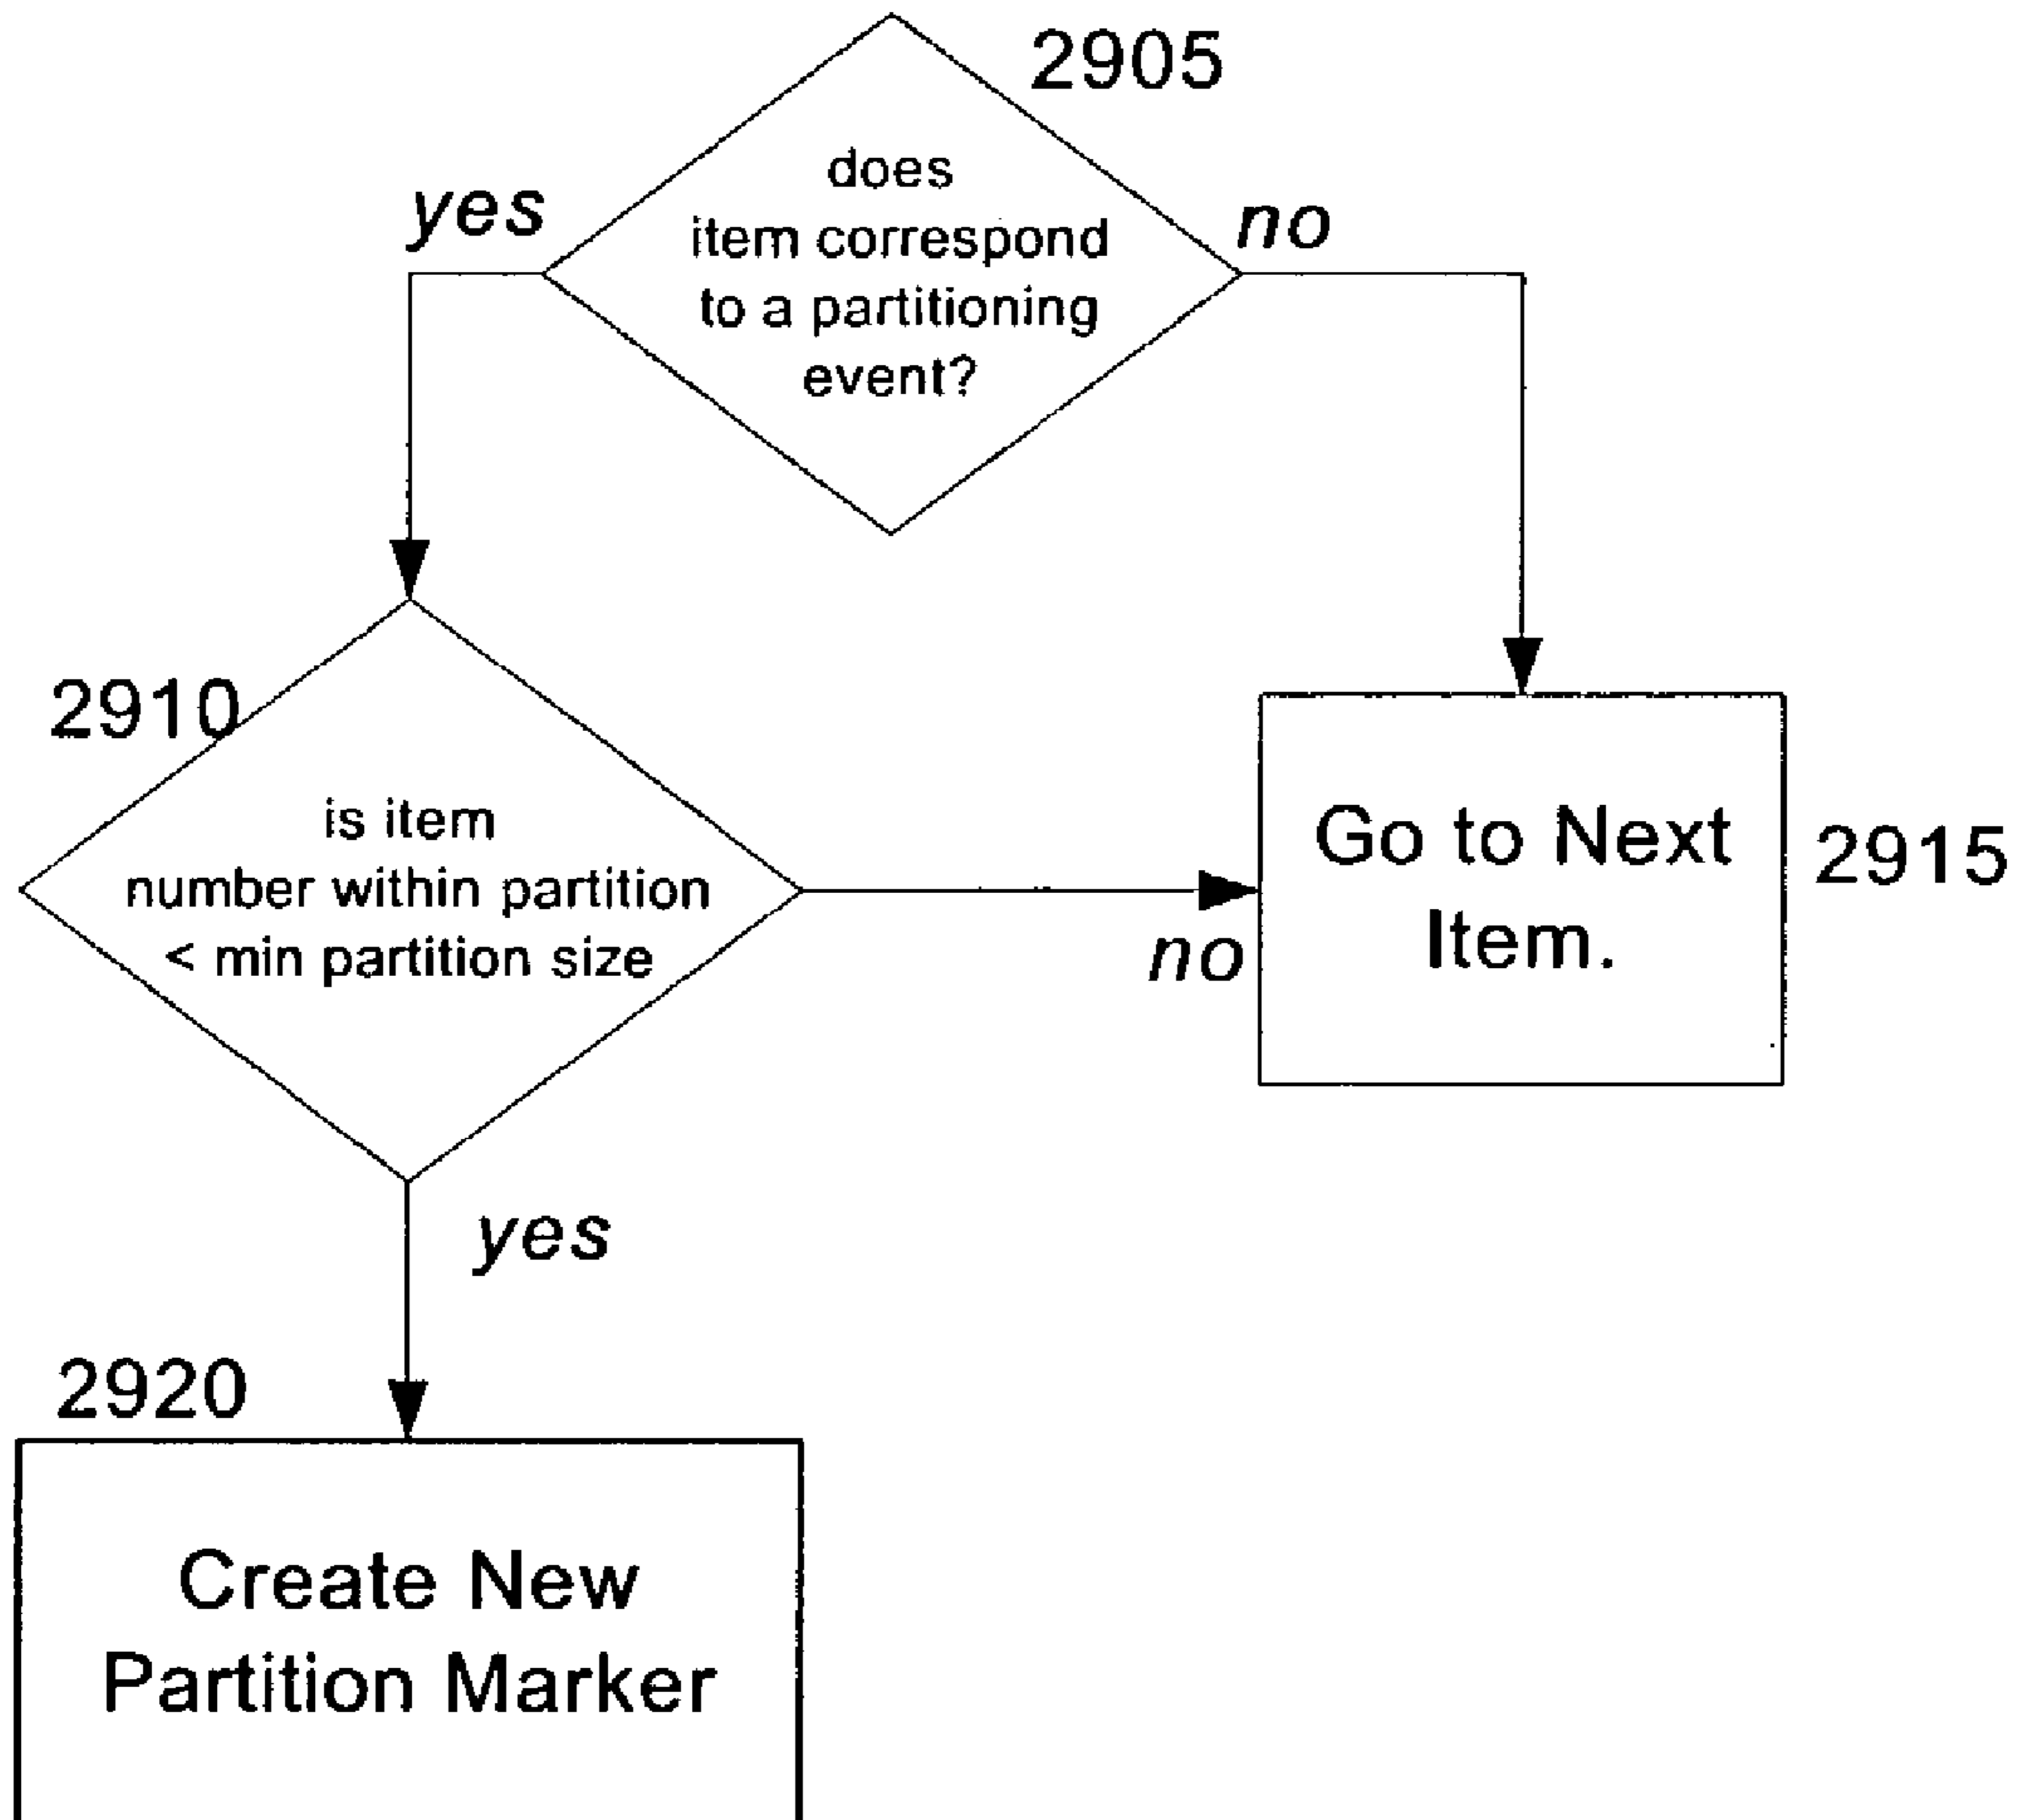 2905
does
item correspond
to a partitioning
event?
yes
no
2910
is item
number within partition
< min partition size
no
Go to Next
Item.
2915
yes
2920
Create New
Partition Marker